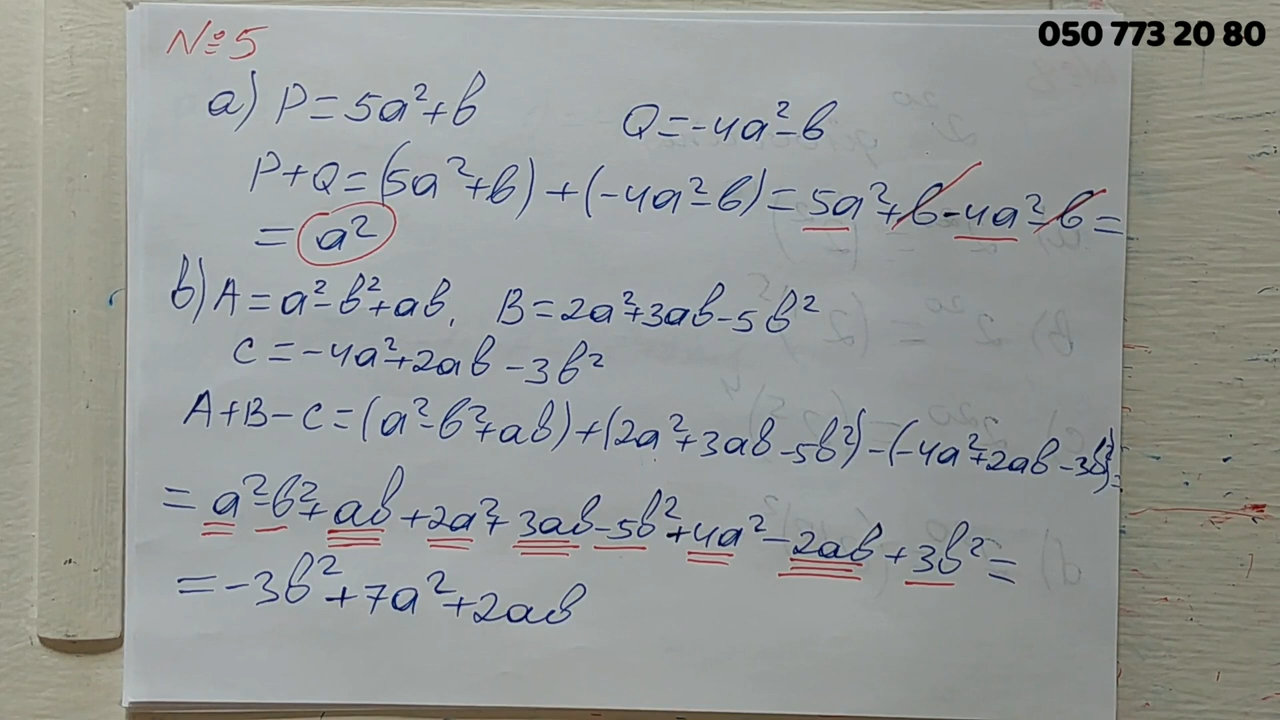 050 773 20 80
№5
a) P=5a²+b Q=-4a²-b
P+Q=(5a²+b)+(-4a²-b)=5a²+b-4a²-b=
=a²
b) A=a²-b²+ab, B=2a²+3ab-5b²
C=-4a²+2ab-3b²
A+B-C=(a²-b²+ab)+(2a²+3ab-5b²)-(-4a²+2ab-3b²)=
=a²-b²+ab+2a²+3ab-5b²+4a²-2ab+3b²=
=-3b²+7a²+2ab